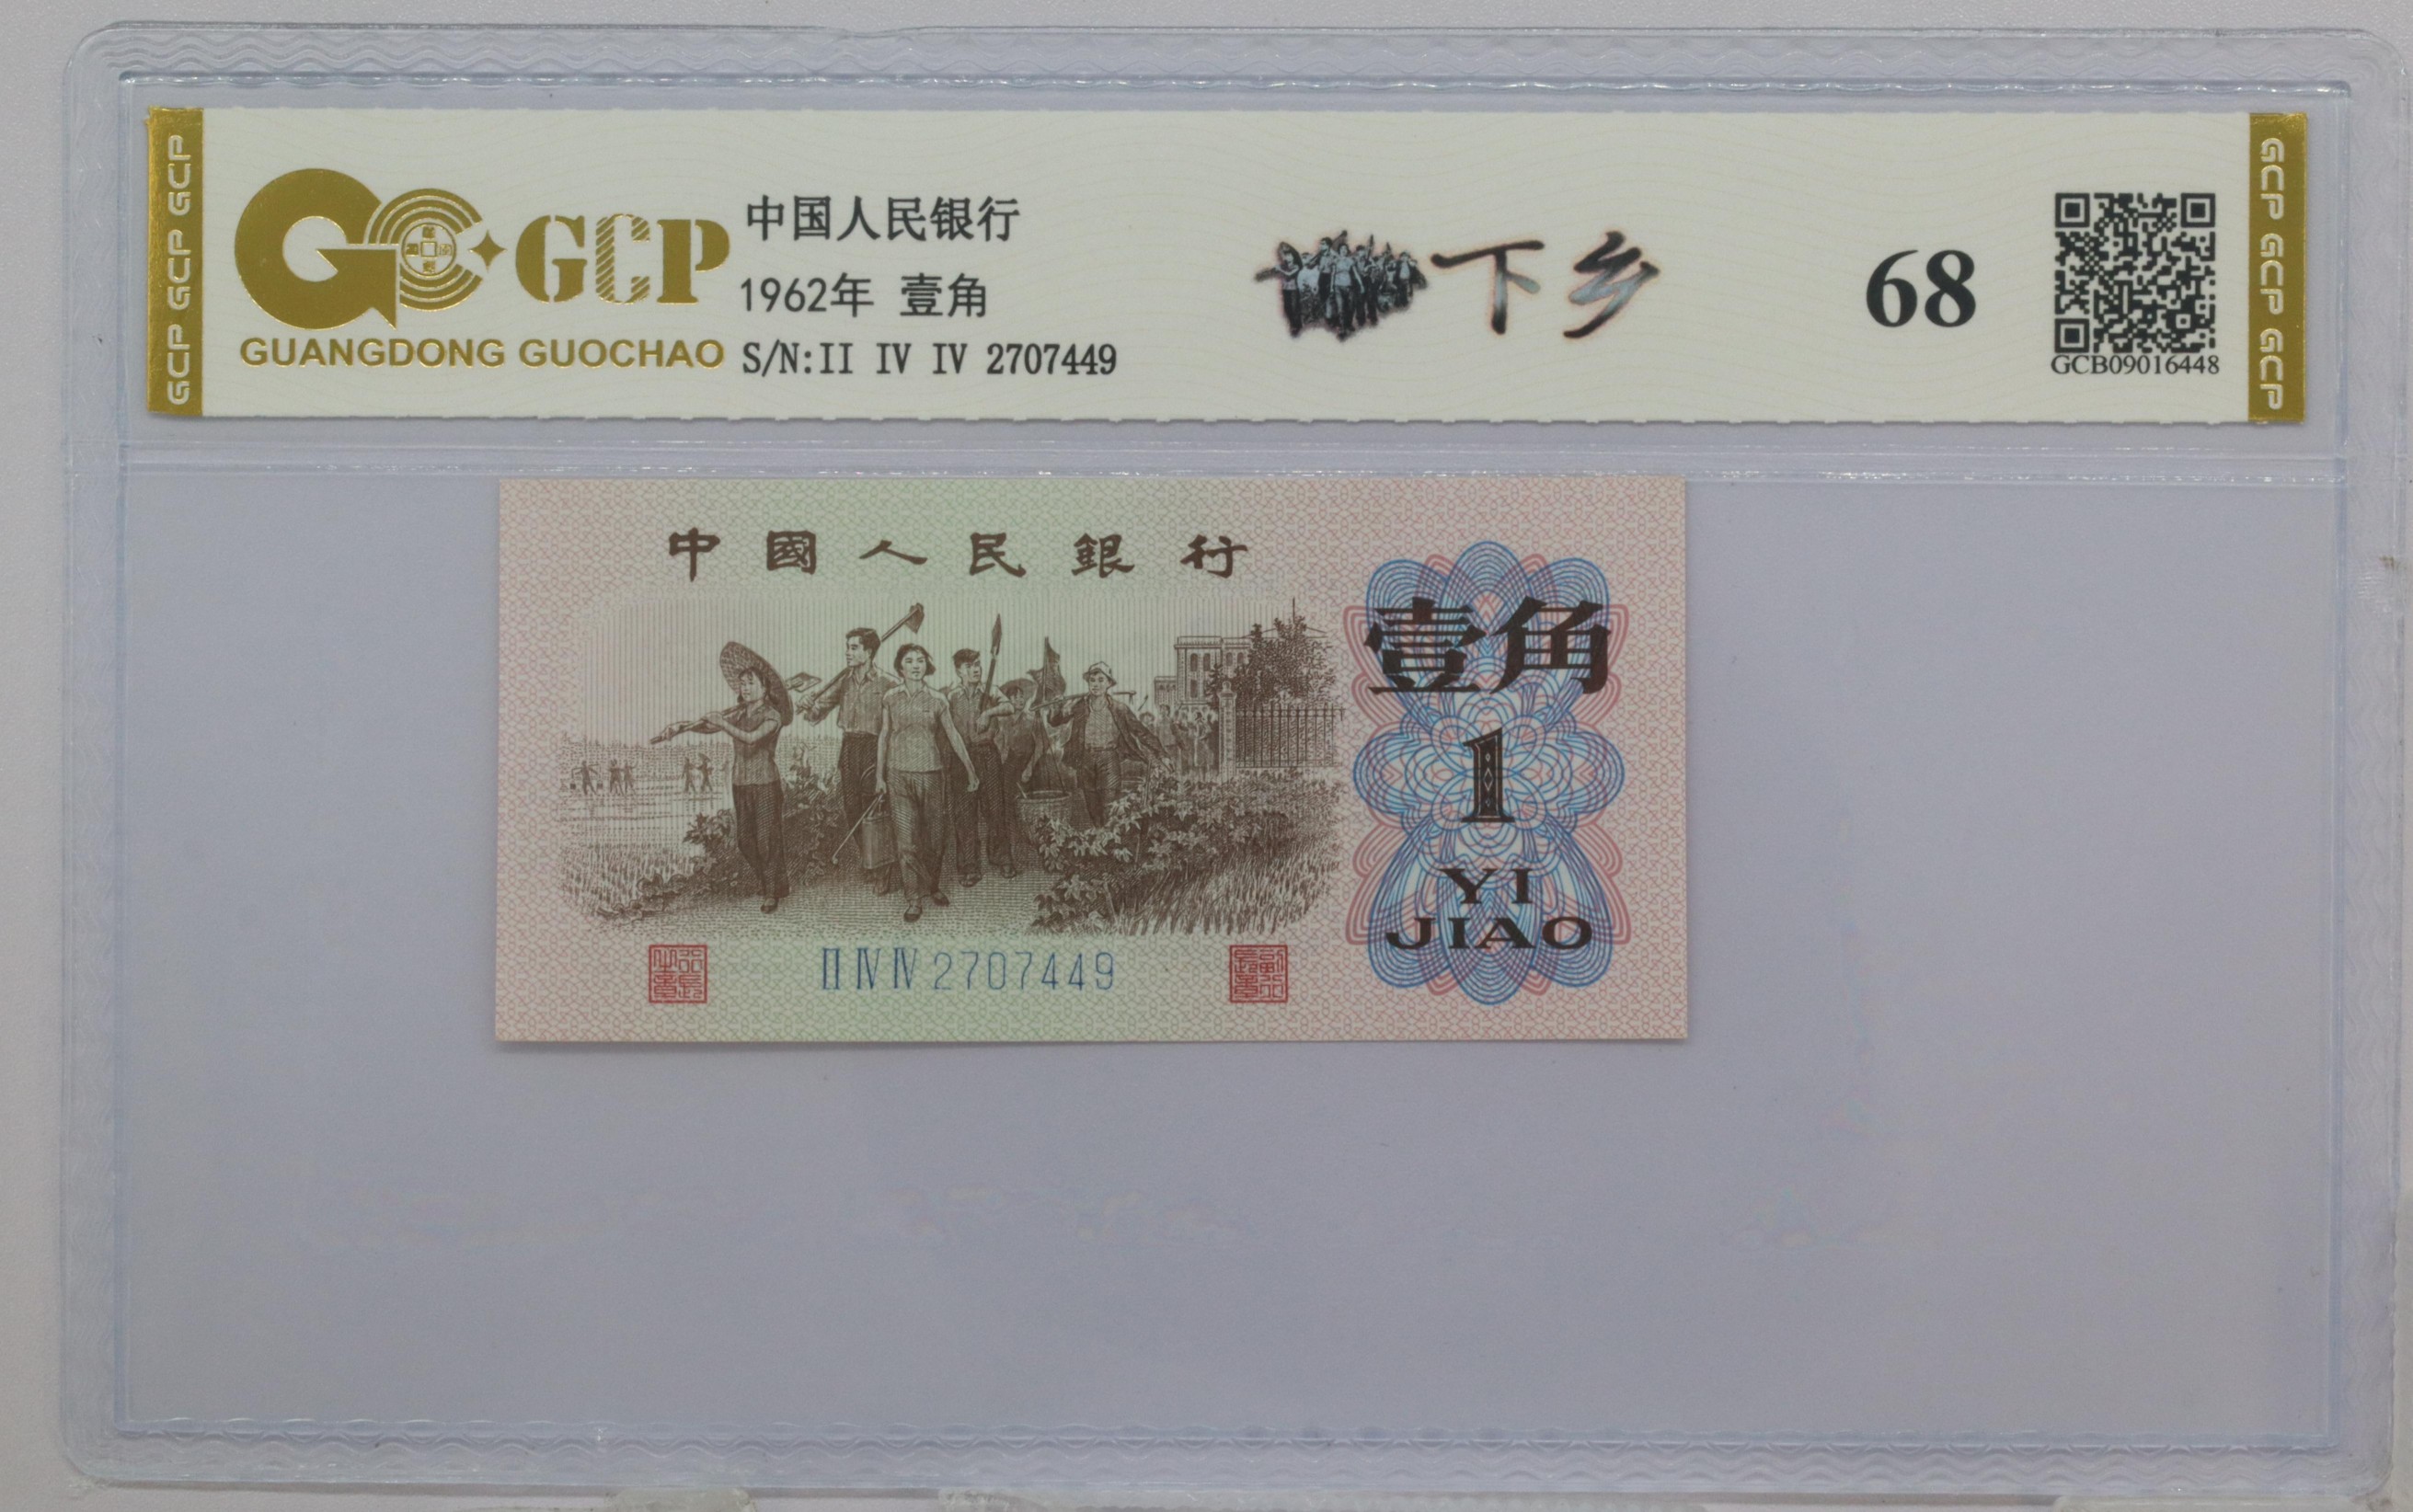 GCP GCP GCP
GCP
GUANGDONG GUOCHAO
中国人民银行
1962年 壹角
S/N:II IV IV 2707449
下乡
68
GCB09016448
GCP GCP GCP
中國人民銀行
壹角
1
YI
JIAO
II IV IV 2707449